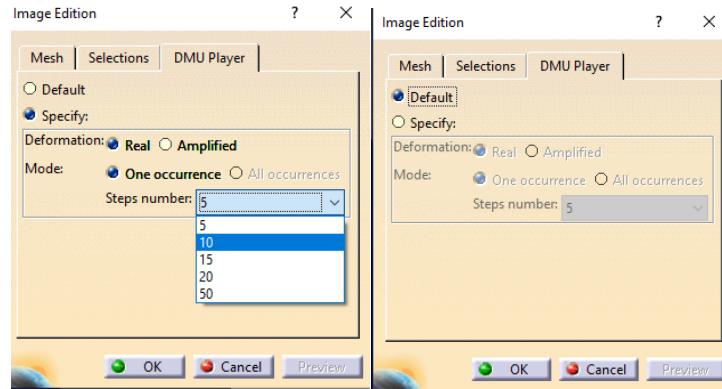 Image Edition ? ×
Mesh Selections DMU Player
Default
Specify:
Deformation: Real Amplified
Mode: One occurrence All occurrences
Steps number: 5
5
10
15
20
50
OK Cancel Preview
Image Edition ? ×
Mesh Selections DMU Player
Default
Specify:
Deformation: Real Amplified
Mode: One occurrence All occurrences
Steps number: 5
OK Cancel Preview